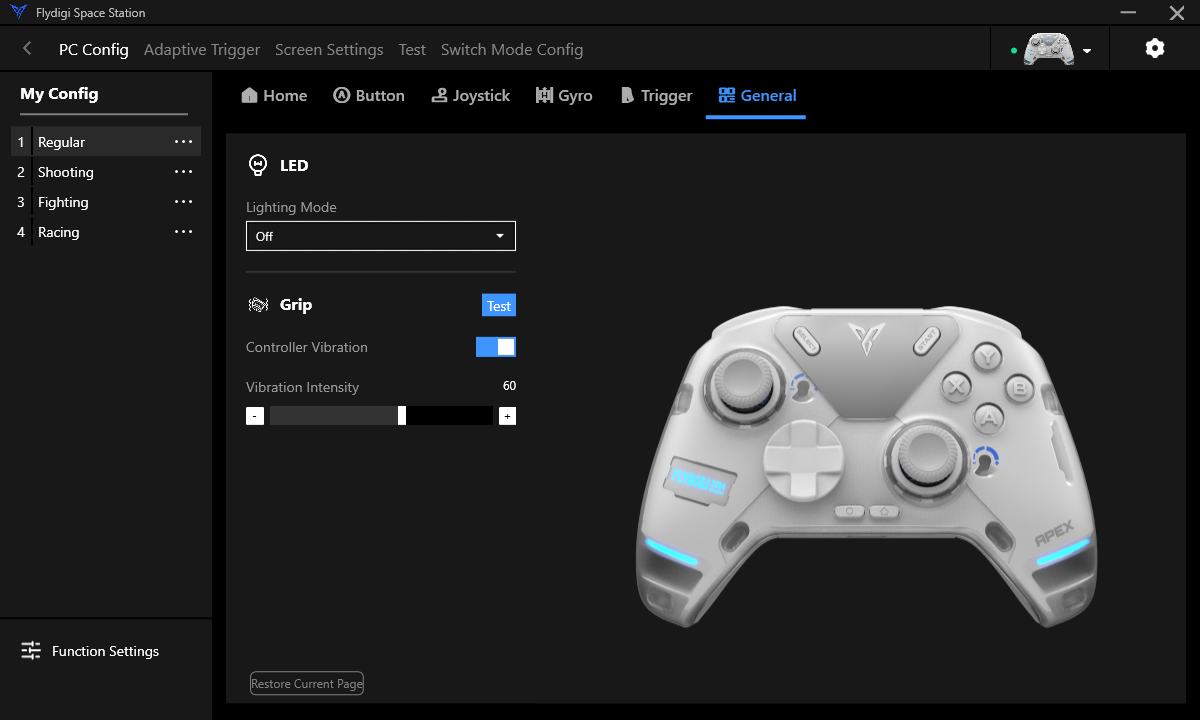 Flydigi Space Station
PC Config Adaptive Trigger Screen Settings Test Switch Mode Config
My Config
1 Regular ...
2 Shooting ...
3 Fighting ...
4 Racing ...
Function Settings
Home Button Joystick Gyro Trigger General
LED
Lighting Mode
Off
Grip Test
Controller Vibration
Vibration Intensity 60
- +
Restore Current Page
SELECT START
Y
X B
A
FLYDIGI
APEX